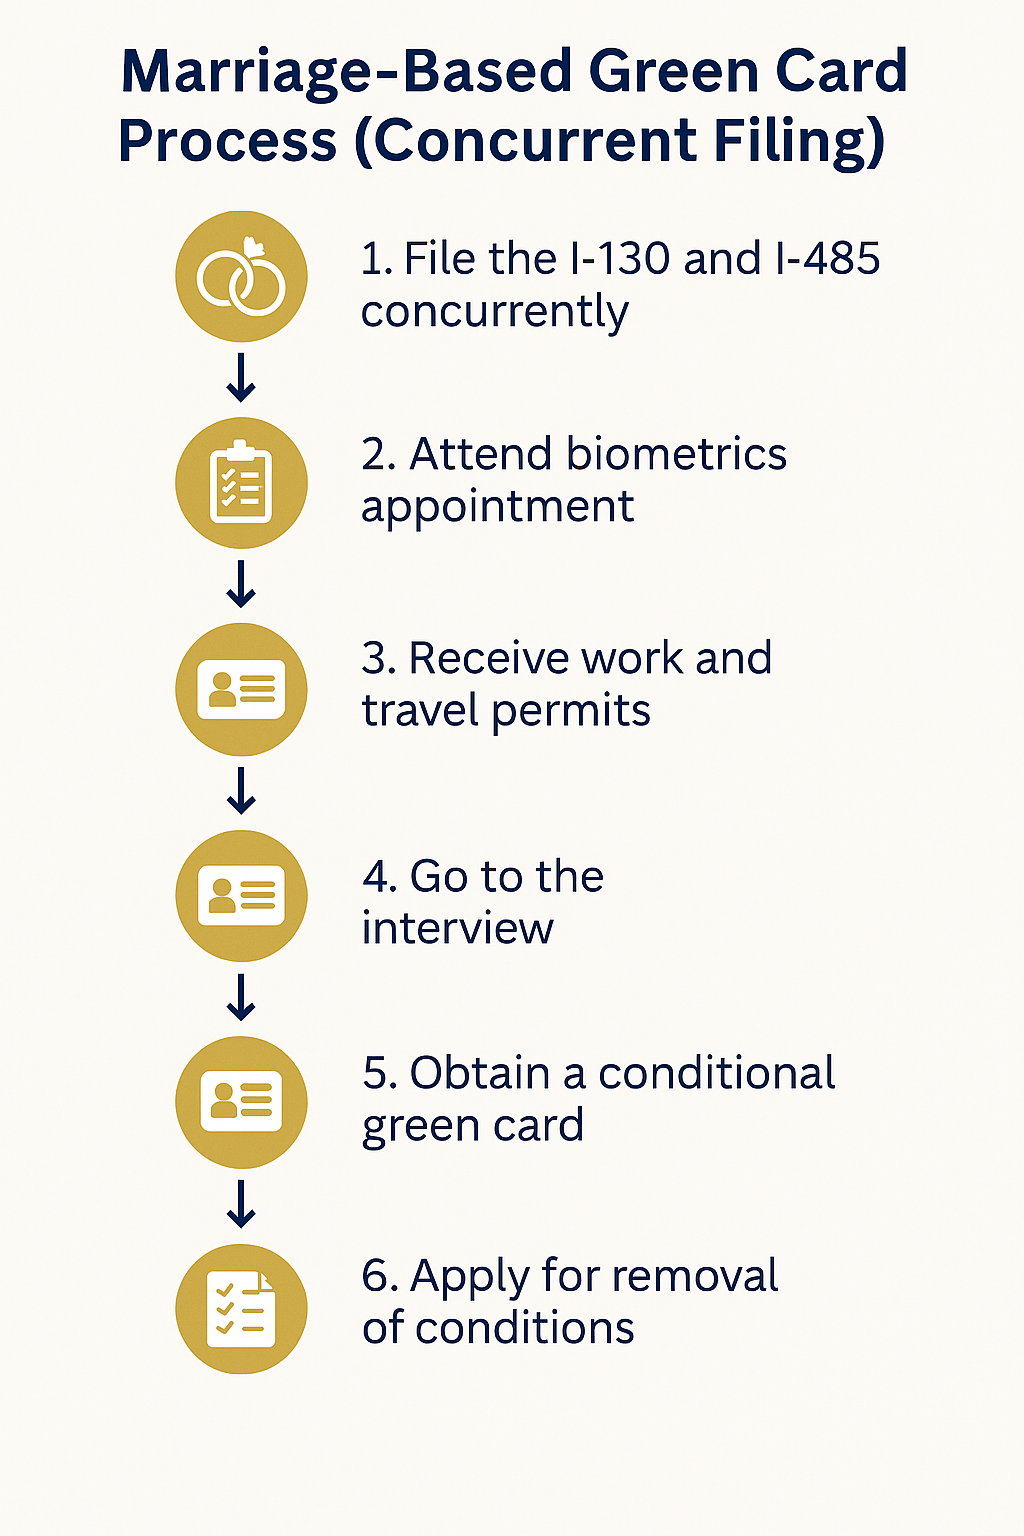 Marriage-Based Green Card
Process (Concurrent Filing)
1. File the I-130 and I-485
concurrently
2. Attend biometrics
appointment
3. Receive work and
travel permits
4. Go to the
interview
5. Obtain a conditional
green card
6. Apply for removal
of conditions